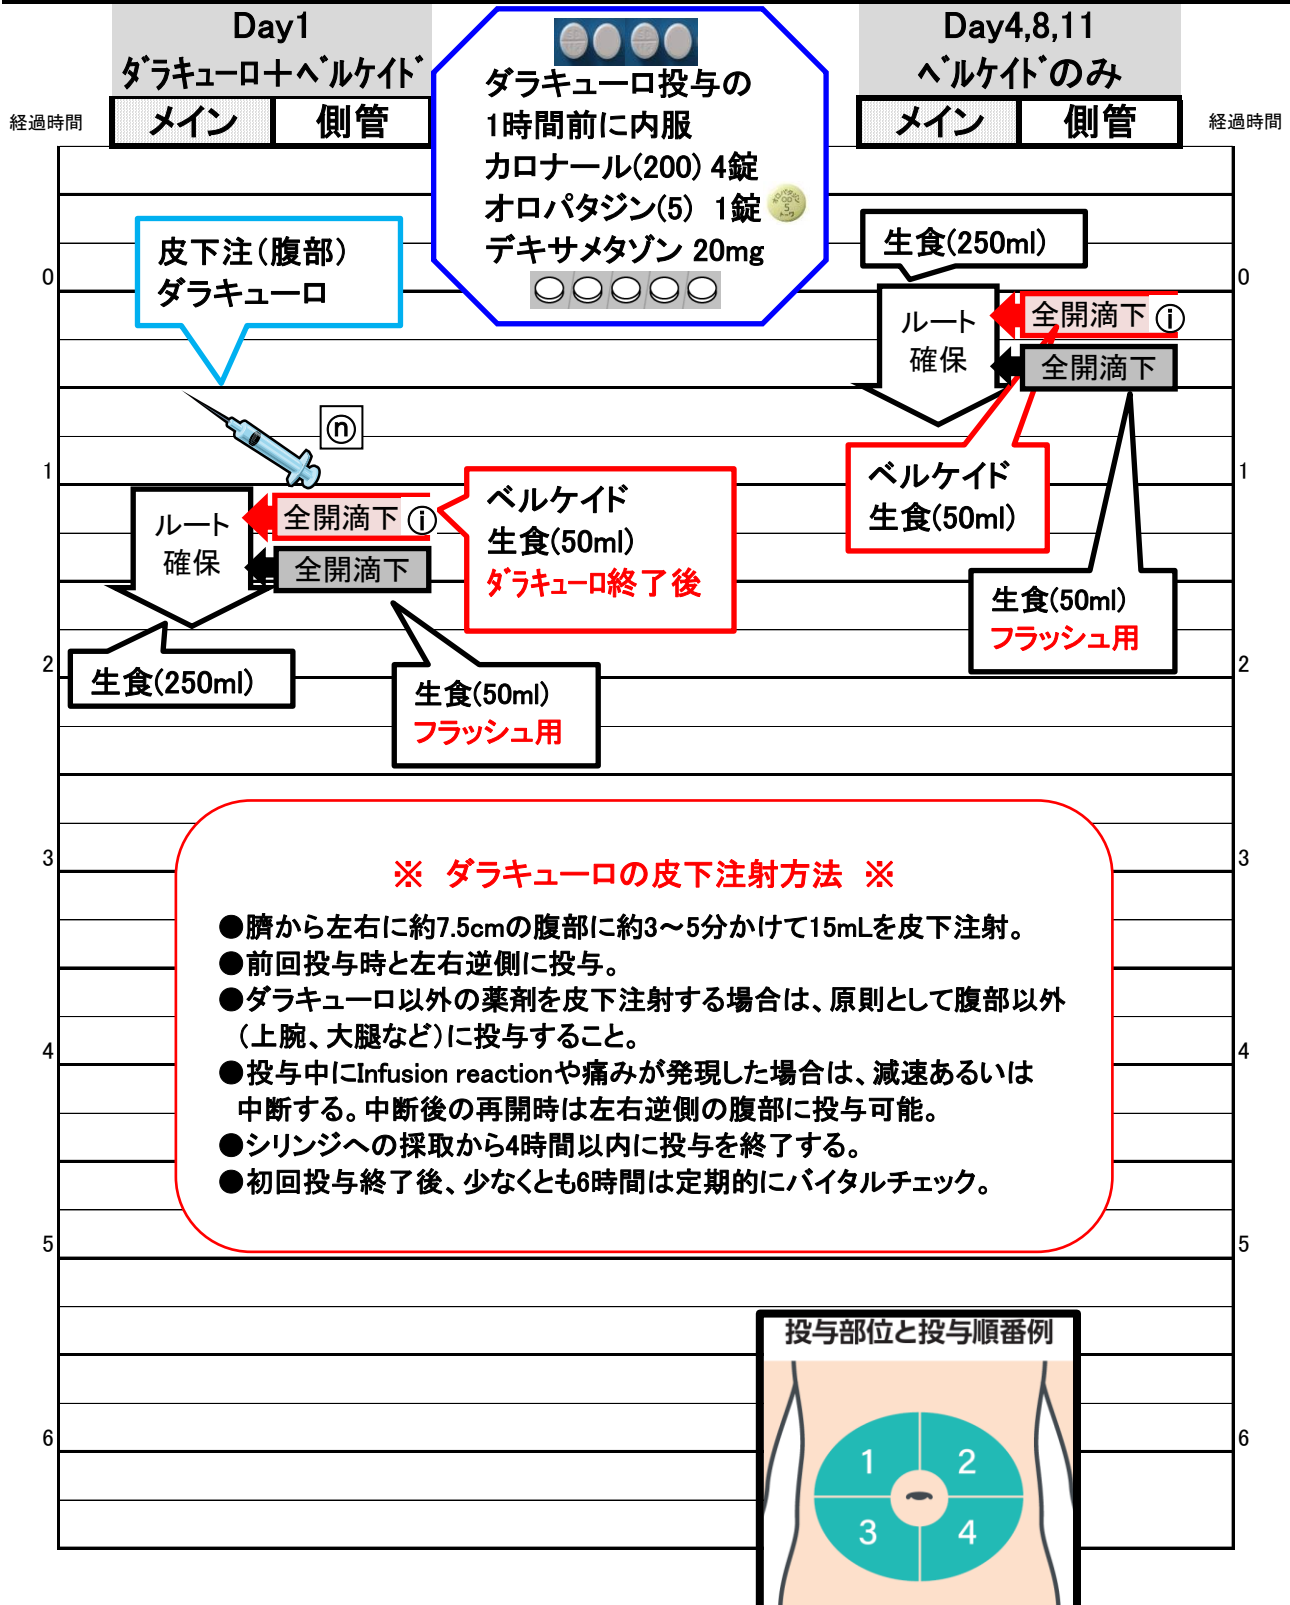 Day1
ダラキューロ＋ベルケイド
メイン
側管
経過時間
ダラキューロ投与の
1時間前に内服
カロナール(200) 4錠
オロパタジン(5) 1錠
デキサメタゾン 20mg
Day4,8,11
ベルケイドのみ
メイン
側管
経過時間
皮下注（腹部）
ダラキューロ
生食(250ml)
0
0
ルート
確保
全開滴下 ⓘ
全開滴下
ⓝ
1
1
ルート
確保
全開滴下 ⓘ
全開滴下
ベルケイド
生食(50ml)
ダラキューロ終了後
ベルケイド
生食(50ml)
生食(50ml)
フラッシュ用
2
2
生食(250ml)
生食(50ml)
フラッシュ用
3
3
※ ダラキューロの皮下注射方法 ※
●臍から左右に約7.5cmの腹部に約3～5分かけて15mLを皮下注射。
●前回投与時と左右逆側に投与。
●ダラキューロ以外の薬剤を皮下注射する場合は、原則として腹部以外
（上腕、大腿など）に投与すること。
●投与中にInfusion reactionや痛みが発現した場合は、減速あるいは
中断する。中断後の再開時は左右逆側の腹部に投与可能。
●シリンジへの採取から4時間以内に投与を終了する。
●初回投与終了後、少なくとも6時間は定期的にバイタルチェック。
4
4
5
5
投与部位と投与順番例
6
6
1
2
3
4